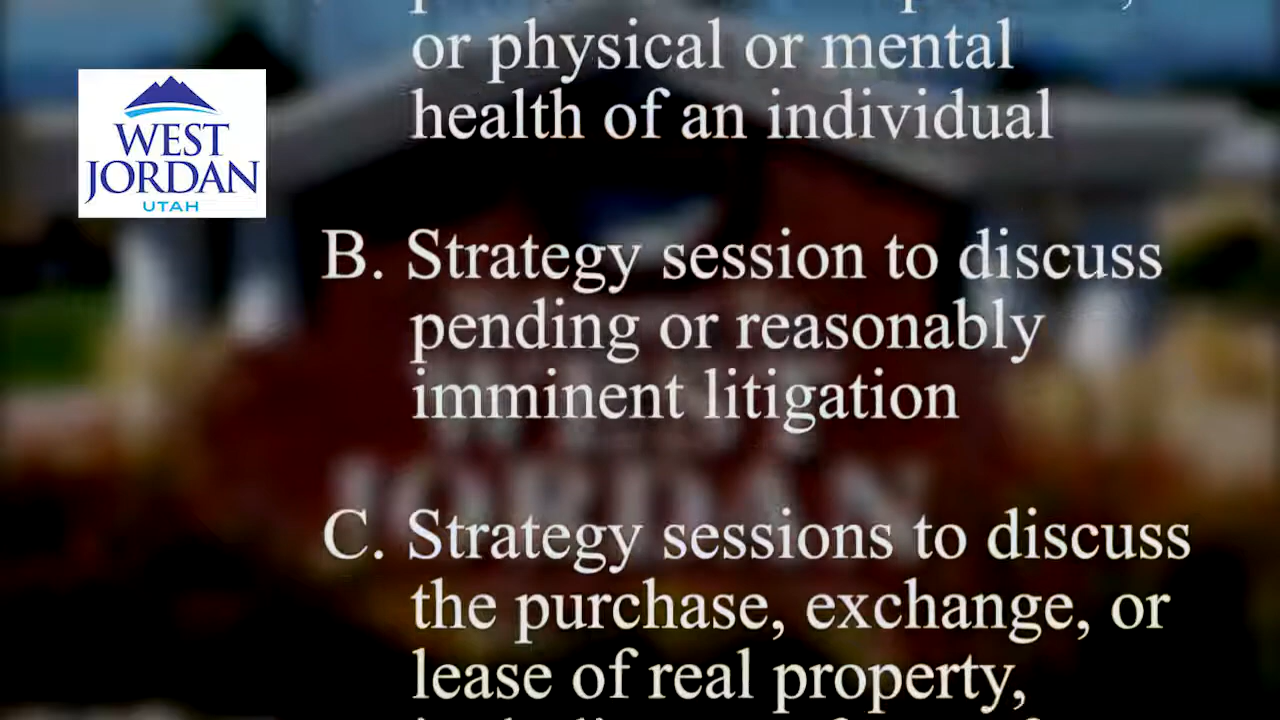 or physical or mental
health of an individual
WEST
JORDAN
UTAH
B. Strategy session to discuss
pending or reasonably
imminent litigation
C. Strategy sessions to discuss
the purchase, exchange, or
lease of real property,
JORDAN